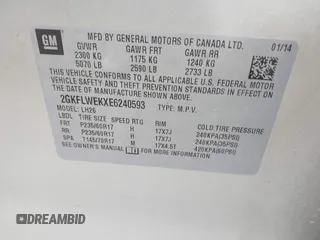 GM
MFD BY GENERAL MOTORS OF CANADA LTD. 01/14
GVWR GAWR FRT GAWR RR
2300 KG 1175 KG 1240 KG
5070 LB 2590 LB 2733 LB
THIS VEHICLE CONFORMS TO ALL APPLICABLE U.S. FEDERAL
MOTOR VEHICLE SAFETY, BUMPER, AND THEFT PREVENTION
STANDARDS IN EFFECT ON THE DATE OF MANUFACTURE SHOWN ABOVE.
2GKFLWEKXE6240593 TYPE: M.P.V.
MODEL: LH26
LBD TIRE SIZE SPEED RTG RIM COLD TIRE PRESSURE
FRT P235/60R17 H 17X7J 240KPA(35PSI)
RR P235/60R17 H 17X7J 240KPA(35PSI)
SPA T145/70R17 M 17X4.5T 420KPA(60PSI)
SEE OWNER'S MANUAL FOR ADDITIONAL INFORMATION.
DREAMBID
STAT.VIN